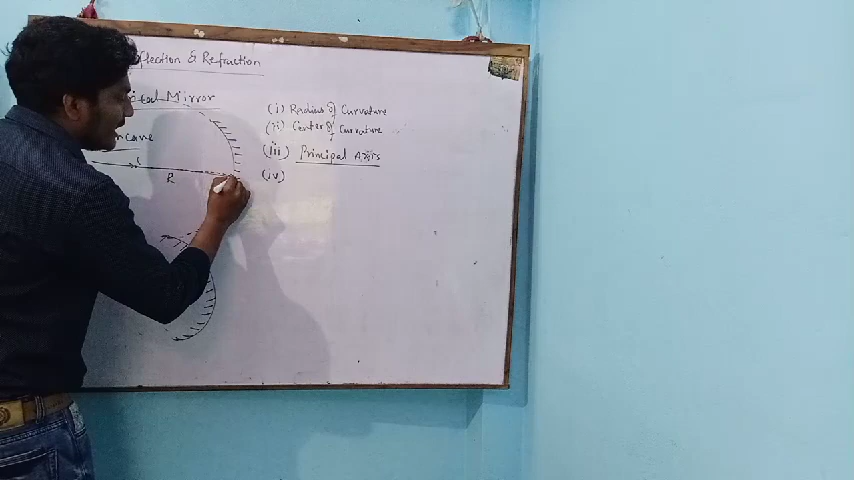 flection & Refraction
Mirror
(i) Radius of Curvature
(ii) Center of Curvature
(iii) Principal Axis
(iv)
C
R